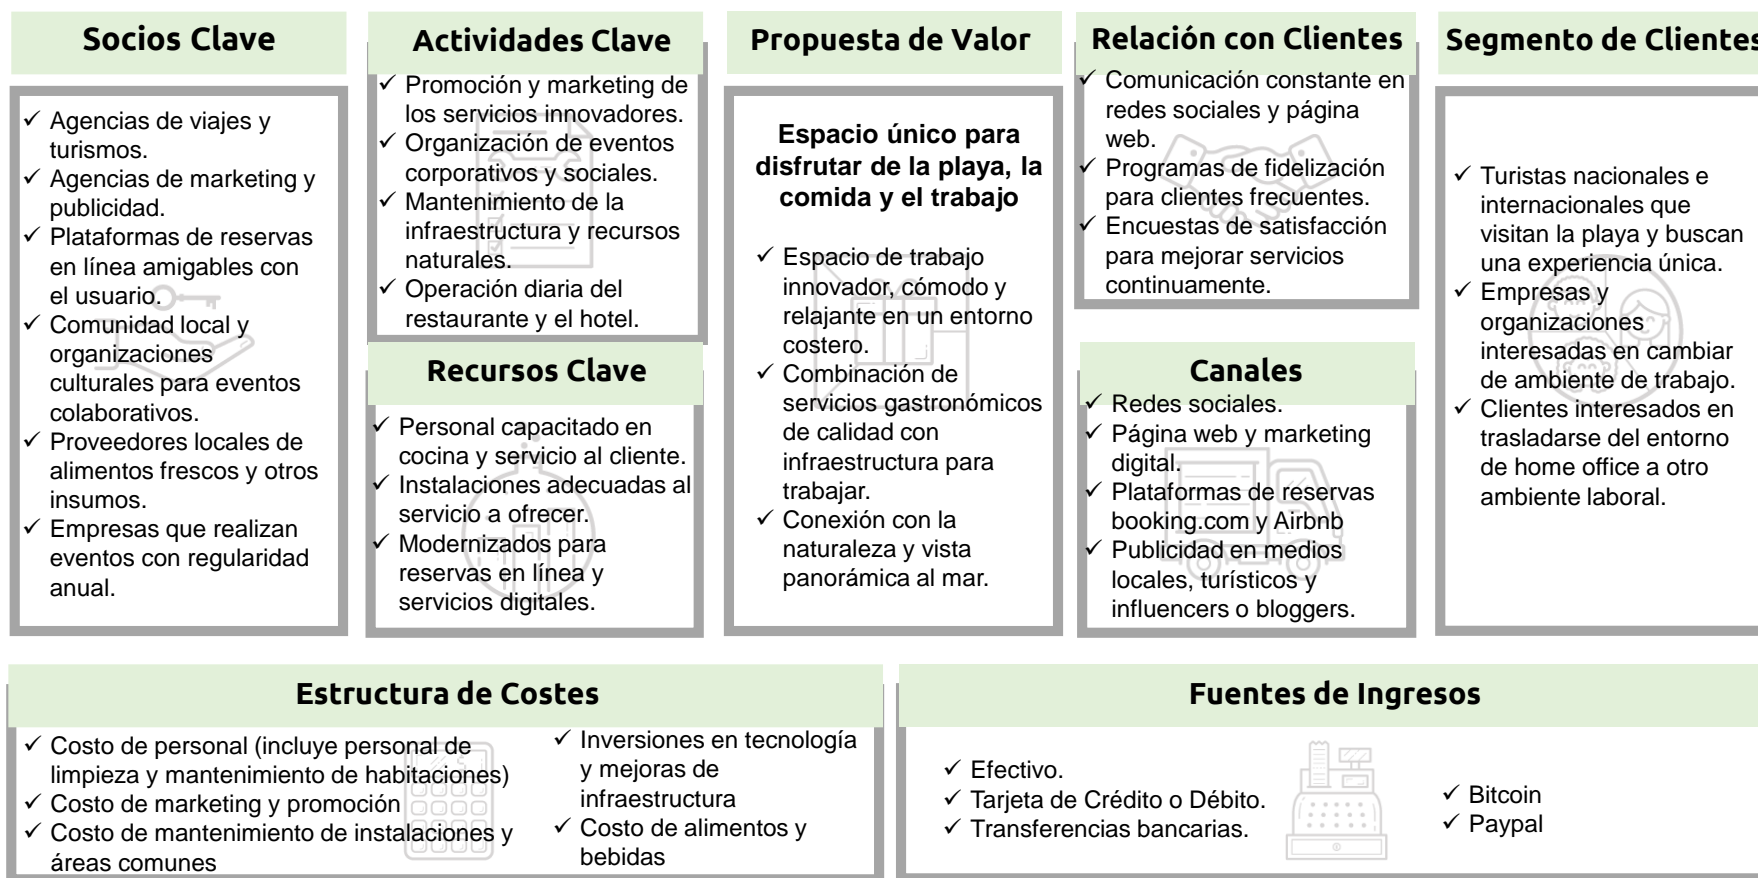 Socios Clave
✓ Agencias de viajes y
turismos.
✓ Agencias de marketing y
publicidad.
✓ Plataformas de reservas
en línea amigables con
el usuario.
✓ Comunidad local y
organizaciones
culturales para eventos
colaborativos.
✓ Proveedores locales de
alimentos frescos y otros
insumos.
✓ Empresas que realizan
eventos con regularidad
anual.
Actividades Clave
✓ Promoción y marketing de
los servicios innovadores.
✓ Organización de eventos
corporativos y sociales.
✓ Mantenimiento de la
infraestructura y recursos
naturales.
✓ Operación diaria del
restaurante y el hotel.
Recursos Clave
✓ Personal capacitado en
cocina y servicio al cliente.
✓ Instalaciones adecuadas al
servicio a ofrecer.
✓ Modernizados para
reservas en línea y
servicios digitales.
Propuesta de Valor
Espacio único para
disfrutar de la playa, la
comida y el trabajo
✓ Espacio de trabajo
innovador, cómodo y
relajante en un entorno
costero.
✓ Combinación de
servicios gastronómicos
de calidad con
infraestructura para
trabajar.
✓ Conexión con la
naturaleza y vista
panorámica al mar.
Relación con Clientes
✓ Comunicación constante en
redes sociales y página
web.
✓ Programas de fidelización
para clientes frecuentes.
✓ Encuestas de satisfacción
para mejorar servicios
continuamente.
Canales
✓ Redes sociales.
✓ Página web y marketing
digital.
✓ Plataformas de reservas
booking.com y Airbnb
✓ Publicidad en medios
locales, turísticos y
influencers o bloggers.
Segmento de Clientes
✓ Turistas nacionales e
internacionales que
visitan la playa y buscan
una experiencia única.
✓ Empresas y
organizaciones
interesadas en cambiar
de ambiente de trabajo.
✓ Clientes interesados en
trasladarse del entorno
de home office a otro
ambiente laboral.
Estructura de Costes
✓ Costo de personal (incluye personal de
limpieza y mantenimiento de habitaciones)
✓ Costo de marketing y promoción
✓ Costo de mantenimiento de instalaciones y
áreas comunes
✓ Inversiones en tecnología
y mejoras de
infraestructura
✓ Costo de alimentos y
bebidas
Fuentes de Ingresos
✓ Efectivo.
✓ Tarjeta de Crédito o Débito.
✓ Transferencias bancarias.
✓ Bitcoin
✓ Paypal